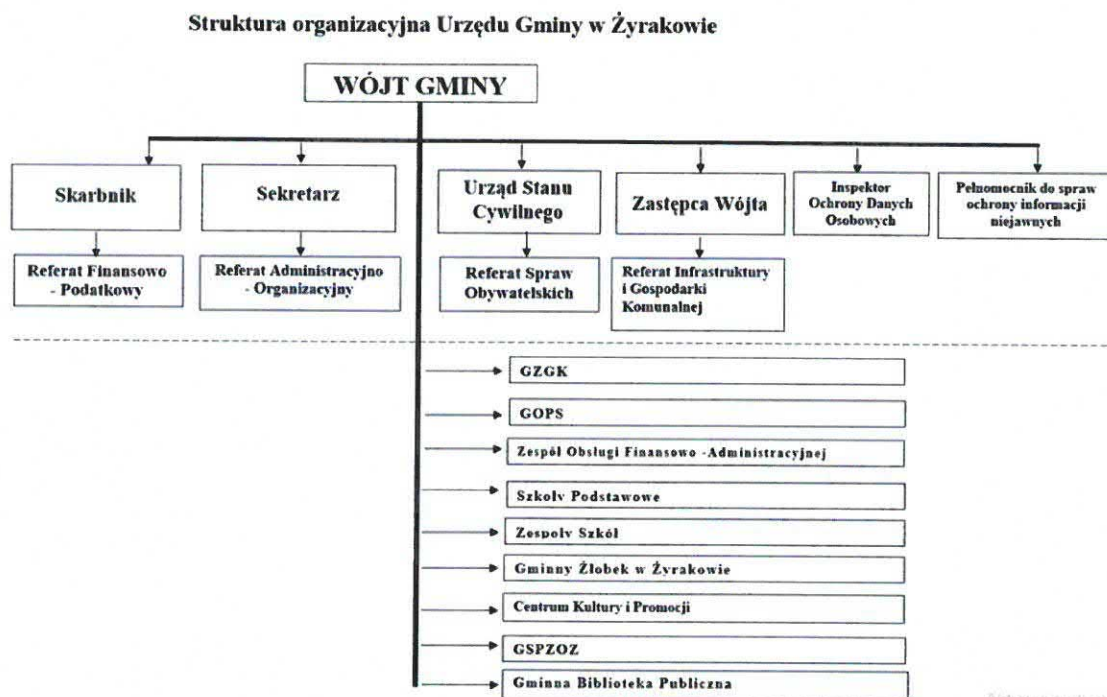 Struktura organizacyjna Urzędu Gminy w Żyrakowie
WÓJT GMINY
Skarbnik
Sekretarz
Urząd Stanu
Cywilnego
Zastępca Wójta
Inspektor
Ochrony Danych
Osobowych
Pełnomocnik do spraw
ochrony informacji
niejawnych
Referat Finansowo
- Podatkowy
Referat Administracyjno
- Organizacyjny
Referat Spraw
Obywatelskich
Referat Infrastruktury
i Gospodarki
Komunalnej
GZGK
GOPS
Zespół Obsługi Finansowo -Administracyjnej
Szkoły Podstawowe
Zespoły Szkół
Gminny Żłobek w Żyrakowie
Centrum Kultury i Promocji
GSPZOZ
Gminna Biblioteka Publiczna